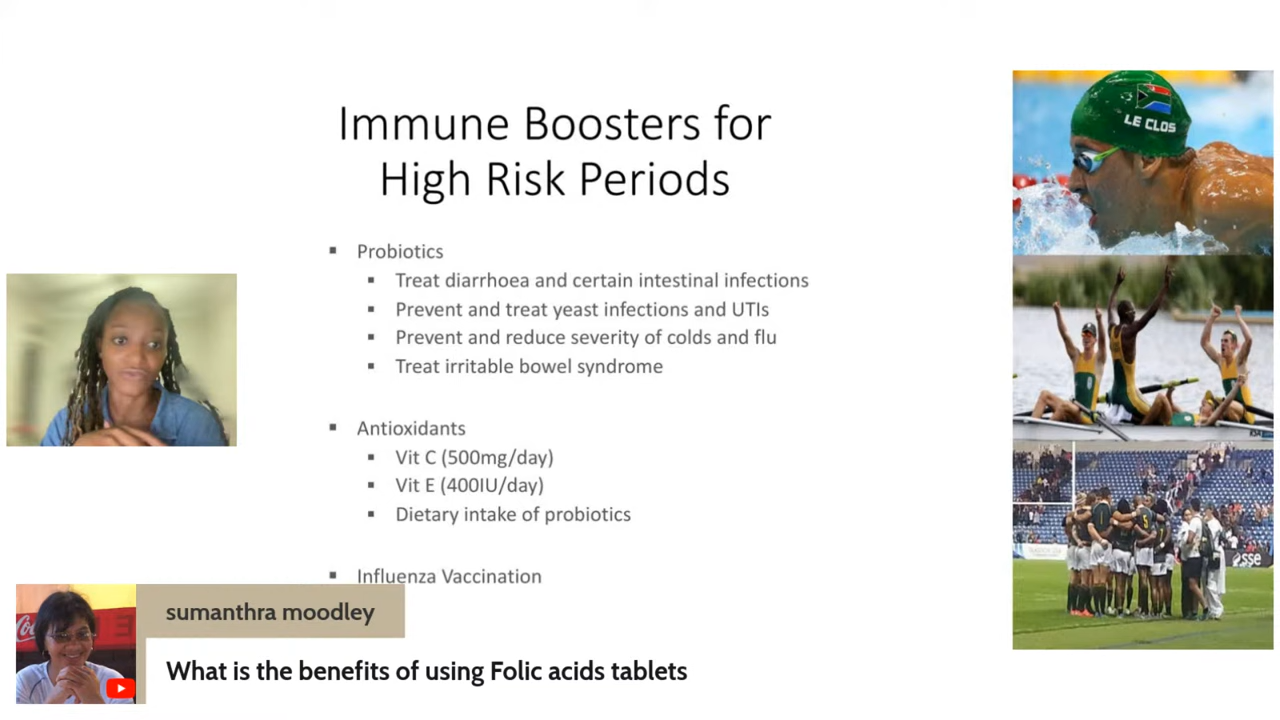 Immune Boosters for
High Risk Periods
▪ Probiotics
▪ Treat diarrhoea and certain intestinal infections
▪ Prevent and treat yeast infections and UTIs
▪ Prevent and reduce severity of colds and flu
▪ Treat irritable bowel syndrome
▪ Antioxidants
▪ Vit C (500mg/day)
▪ Vit E (400IU/day)
▪ Dietary intake of probiotics
▪ Influenza Vaccination
LE CLOS
sse
sumanthra moodley
What is the benefits of using Folic acids tablets